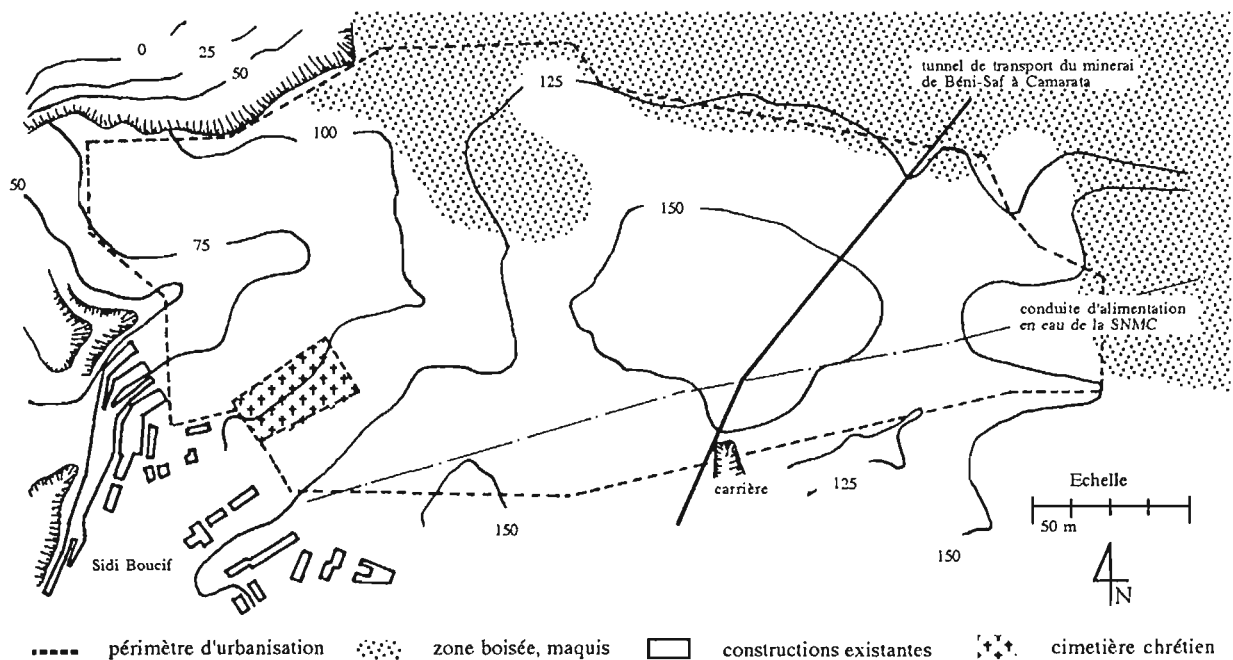 0
25
50
tunnel de transport du minerai
de Béni-Saf à Camarata
125
100
50
150
75
conduite d'alimentation
en eau de la SNMC
Echelle
50 m
carrière
125
150
150
Sidi Boucif
N
périmètre d'urbanisation
zone boisée, maquis
constructions existantes
cimetière chrétien